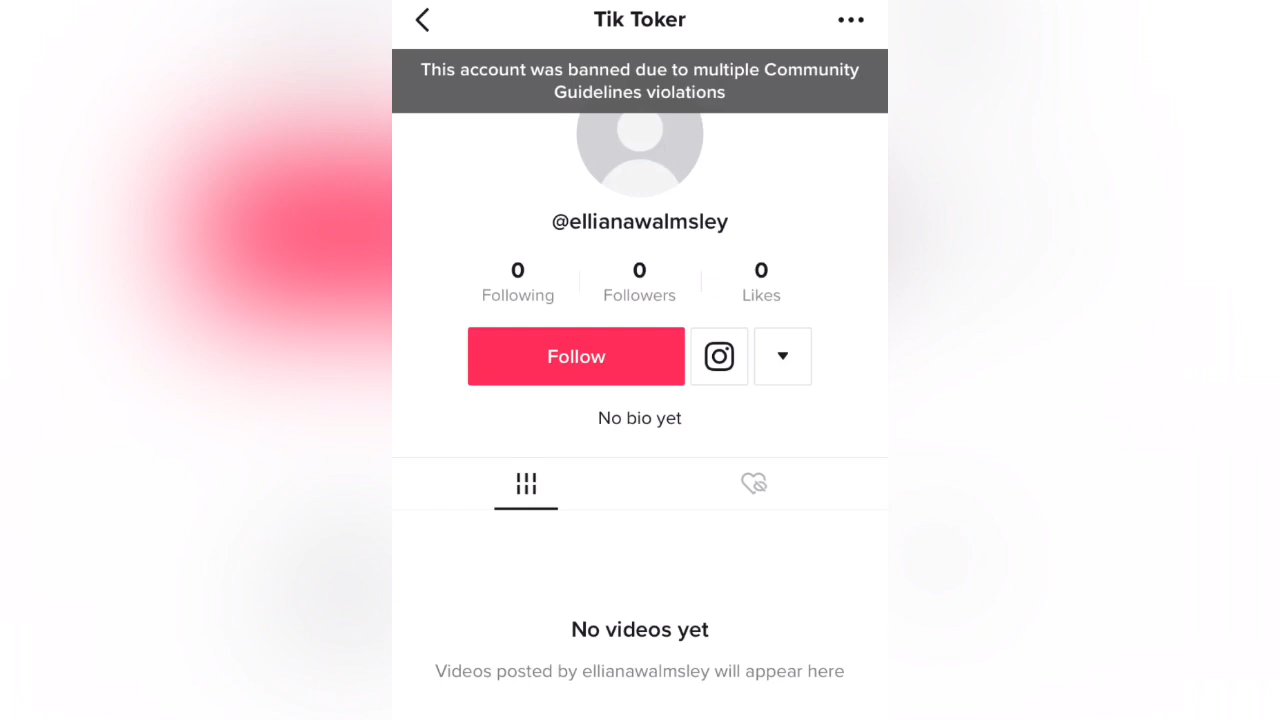 Tik Toker
This account was banned due to multiple Community
Guidelines violations
@ellianawalmsley
0 0 0
Following Followers Likes
Follow
No bio yet
No videos yet
Videos posted by ellianawalmsley will appear here